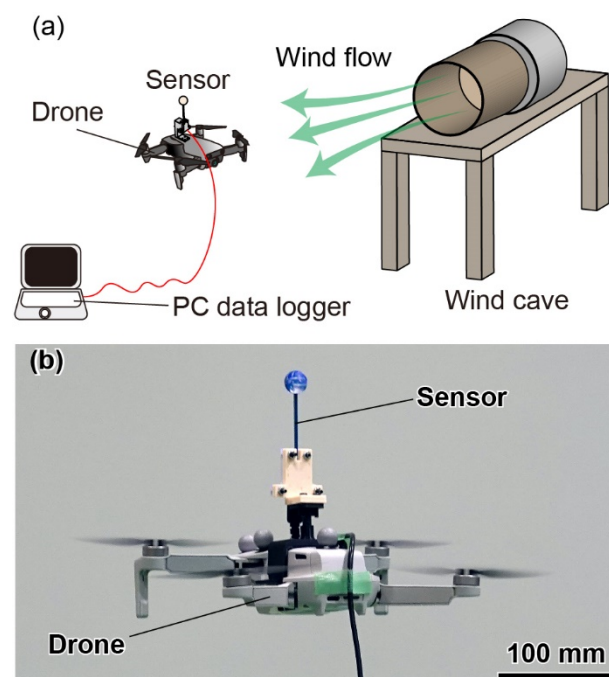 (a)
Wind flow
Sensor
Drone
PC data logger
Wind cave
(b)
Sensor
Drone
100 mm